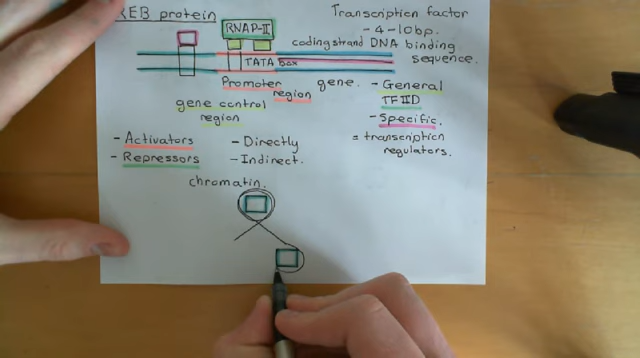 REB protein
RNAP-II
TATA box
Promoter
region
gene.
gene control
region
Transcription factor
- 4-10bp.
coding strand DNA binding
sequence.
- General
TFIID
- Specific.
= transcription
regulators.
- Activators
- Repressors
- Directly
- Indirect.
chromatin.